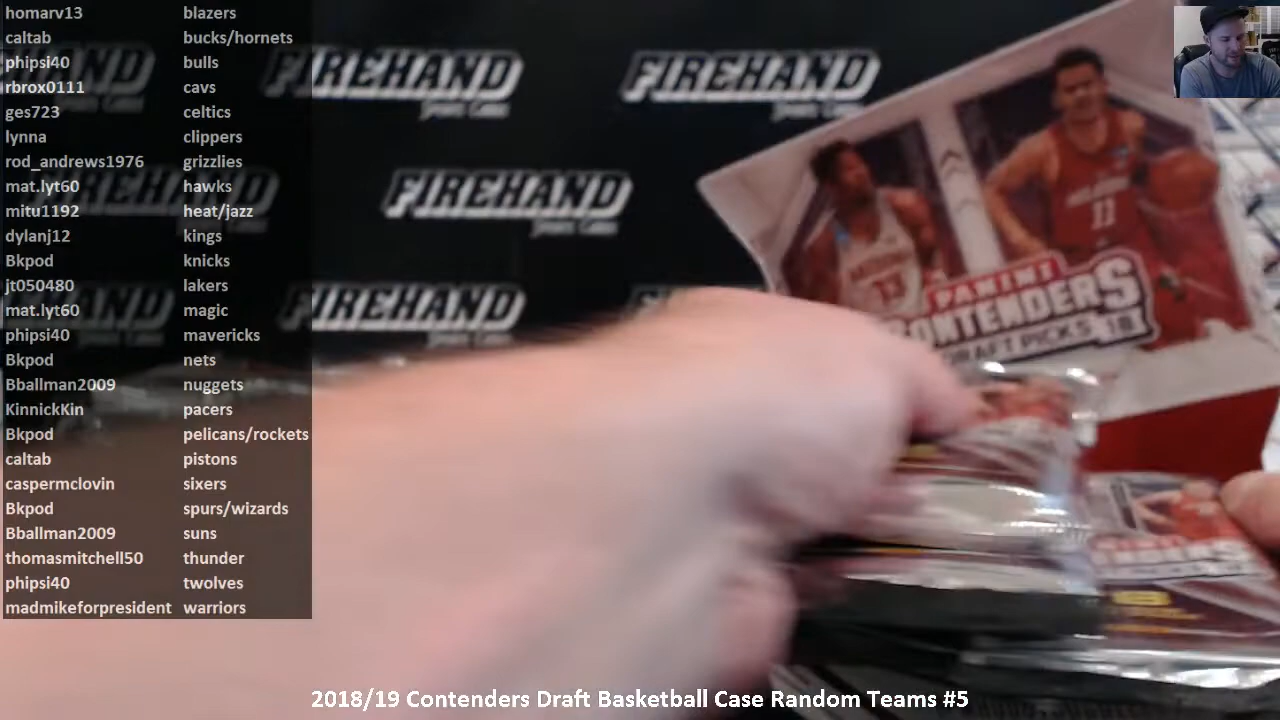 homarv13 blazers
caltab bucks/hornets
phipsi40 bulls
rbrox0111 cavs
ges723 celtics
lynna clippers
rod_andrews1976 grizzlies
mat.lyt60 hawks
mitu1192 heat/jazz
dylanj12 kings
Bkpod knicks
jt050480 lakers
mat.lyt60 magic
phipsi40 mavericks
Bkpod nets
Bballman2009 nuggets
KinnickKin pacers
Bkpod pelicans/rockets
caltab pistons
caspermclovin sixers
Bkpod spurs/wizards
Bballman2009 suns
thomasmitchell50 thunder
phipsi40 twolves
madmikeforpresident warriors
FIREHAND
FIREHAND
FIREHAND
FIREHAND
11
13
PANINI
CONTENDERS
DRAFT PICKS 18
2018/19 Contenders Draft Basketball Case Random Teams #5